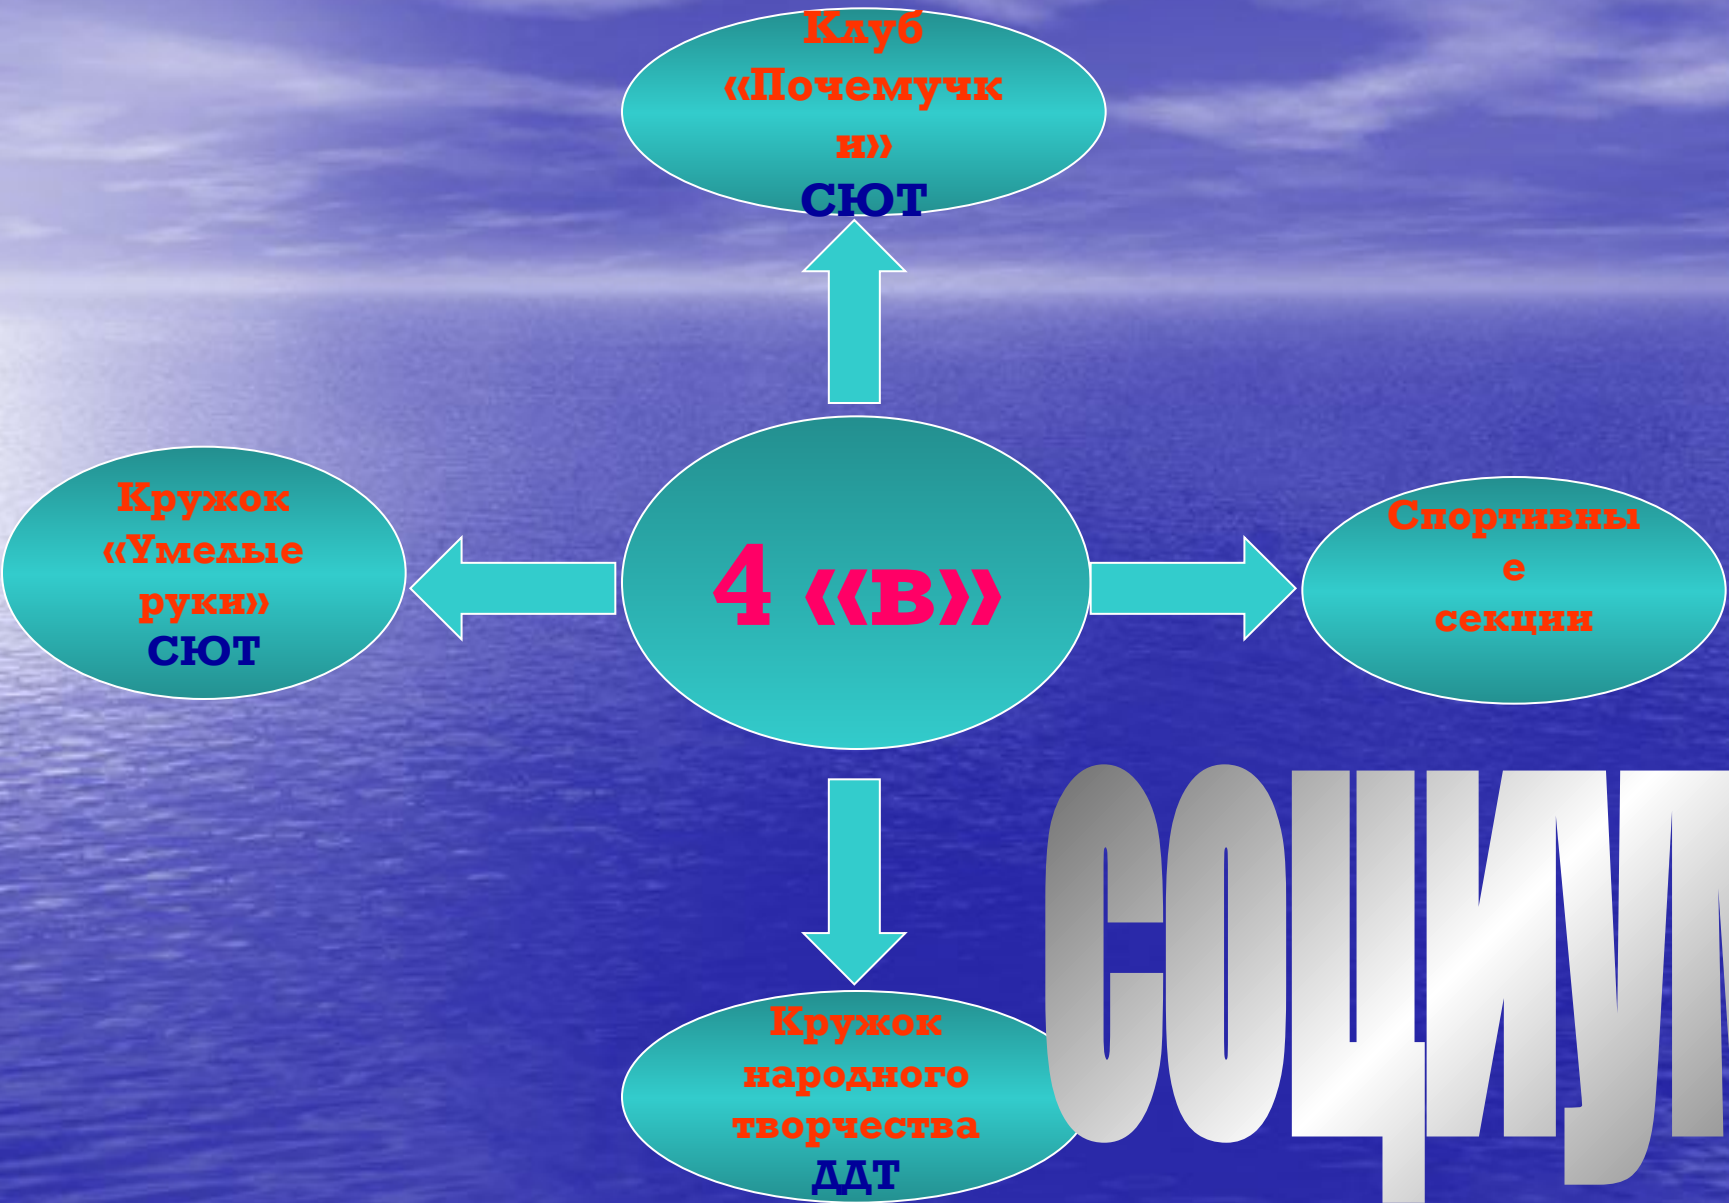 Клуб
«Почемучк
и»
СЮТ
Кружок
«Умелые
руки»
СЮТ
4 «в»
Спортивны
е
секции
Кружок
народного
творчества
ДДТ
социум